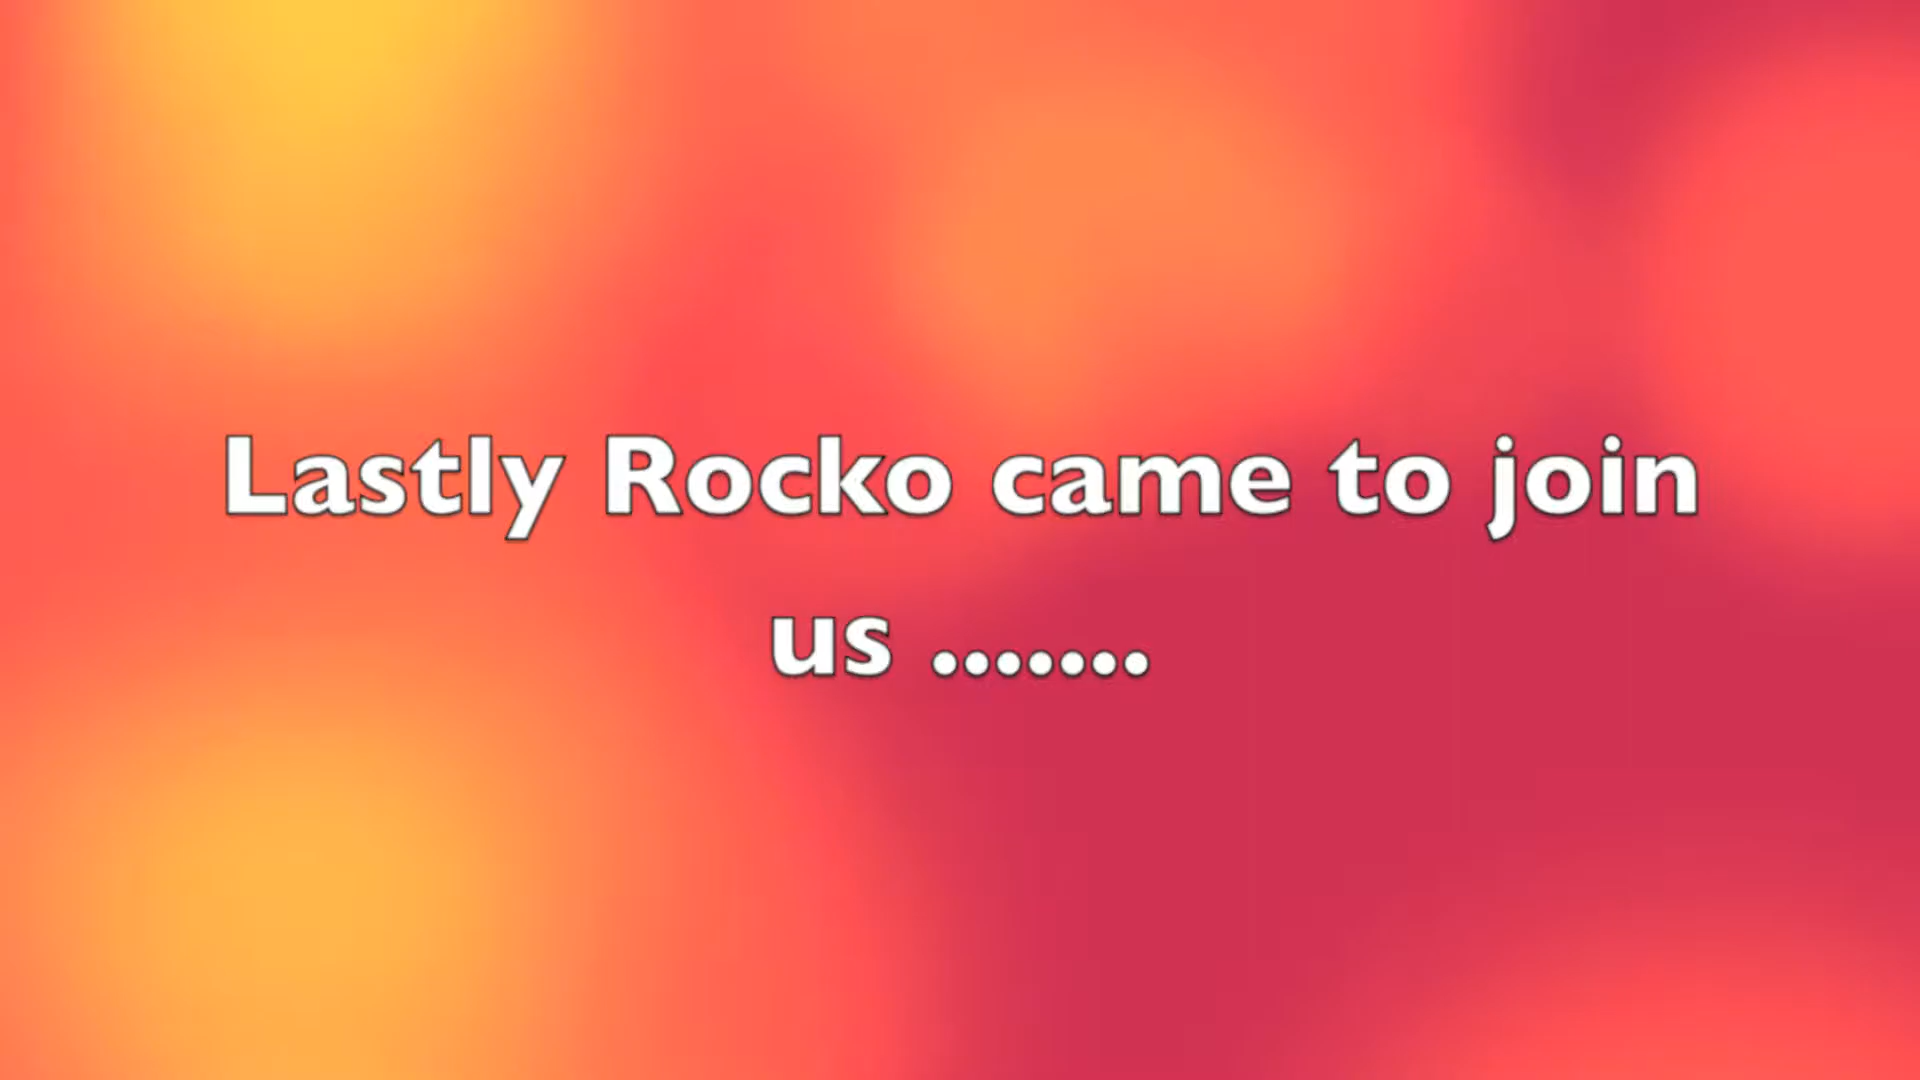 Lastly Rocko came to join
us .......